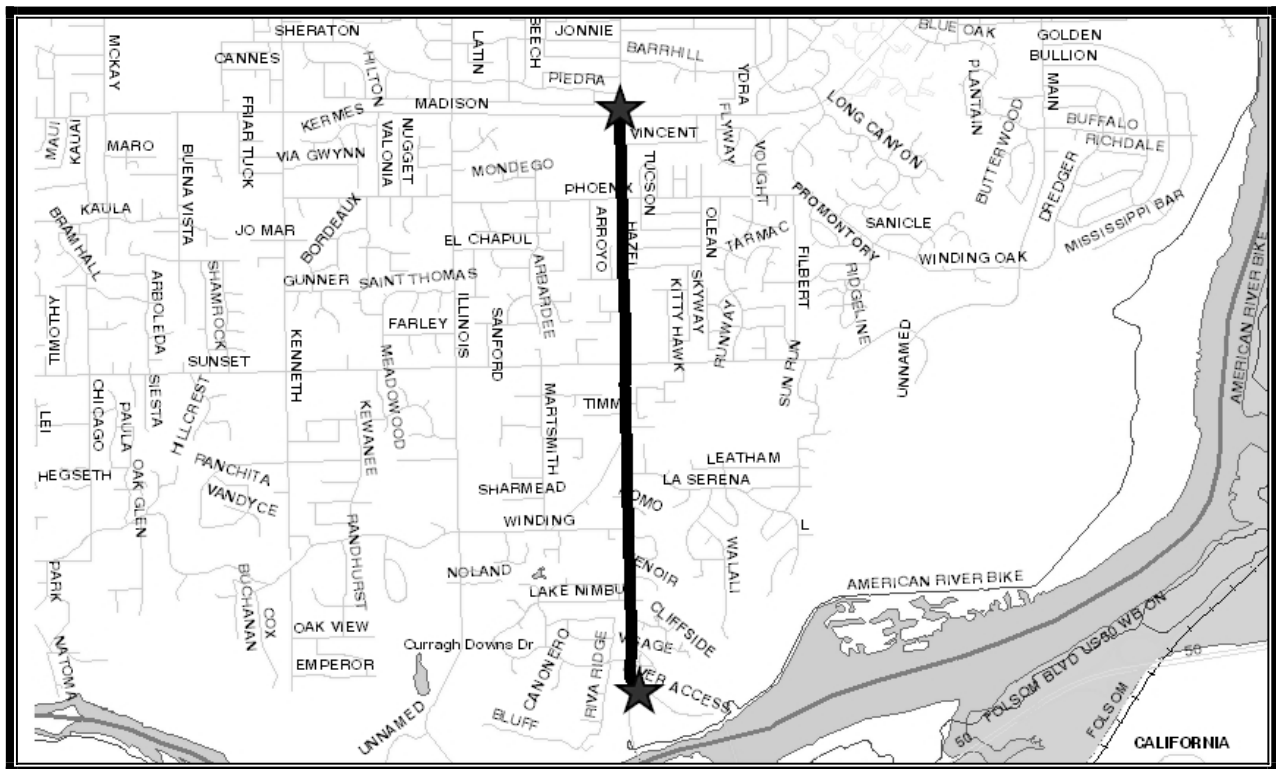 SHERATON
BEECH
JONNIE
BLUE OAK
GOLDEN
MCKAY
CANNES
HILTON
LATIN
BARRHILL
BULLION
PIEDRA
YDRA
PLANTAIN
MAIN
KERMES
MADISON
LONG CANYON
MAUI
KAUAI
MARO
FRIAR TUCK
VALONIA
NUGGET
VINCENT
FLYWAY
BUFFALO
RICHDALE
BUENA VISTA
VIA GWYNN
MONDEGO
TUCSON
VOUGHT
BUTTERWOOD
DREDGER
PHOENIX
PROMONTORY
KAULA
BRAMHALL
JO MAR
BORDEAUX
EL CHAPUL
ARROYO
HAZEL
OLEAN
TARMAC
SANICLE
MISSISSIPPI BAR
WINDING OAK
ARBOLEDA
SHAMROCK
GUNNER
SAINT THOMAS
ARBARDEE
KITTY HAWK
SKYWAY
RUNWAY
FILBERT
RIDGELINE
AMERICAN RIVER BIKE
TIMOTHY
FARLEY
ILLINOIS
SANFORD
UNNAMED
SUNSET
KENNETH
MEADOWOOD
SUN RUN
LEI
CHICAGO
PAULA
SIESTA
HILLCREST
KEWANEE
MARTSMITH
TIMM
HEGSETH
OAK GLEN
RANCHITA
VANDYCE
SHARMEAD
LEATHAM
LA SERENA
OMO
RANDHURST
WINDING
L
WALALI
PARK
BUCHANAN
NOLAND
ENOIR
LAKE NIMBU
AMERICAN RIVER BIKE
COX
OAK VIEW
CLIFFSIDE
NATOMA
EMPEROR
Curragh Downs Dr
CANONERO
RIVA RIDGE
AGE
VER ACCESS
FOLSOM BLVD US50 WB ON
50
UNNAMED
BLUFF
50
FOLSOM
CALIFORNIA